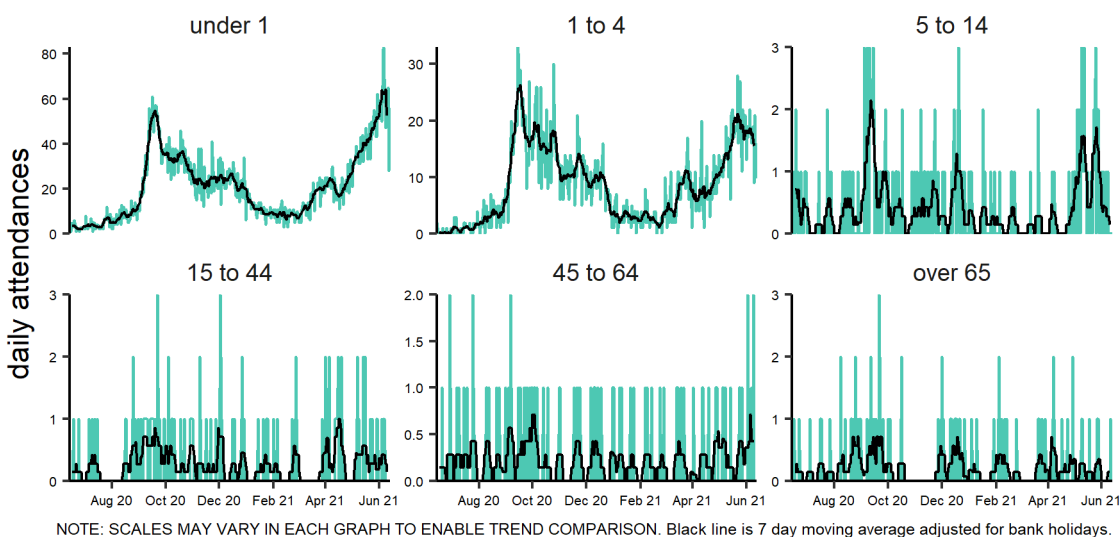 under 1
1 to 4
5 to 14
80
60
40
20
0
30
20
10
0
3
2
1
0
daily attendances
15 to 44
45 to 64
over 65
3
2
1
0
2.0
1.5
1.0
0.5
0.0
3
2
1
0
Aug 20 Oct 20 Dec 20 Feb 21 Apr 21 Jun 21
Aug 20 Oct 20 Dec 20 Feb 21 Apr 21 Jun 21
Aug 20 Oct 20 Dec 20 Feb 21 Apr 21 Jun 21
NOTE: SCALES MAY VARY IN EACH GRAPH TO ENABLE TREND COMPARISON. Black line is 7 day moving average adjusted for bank holidays.